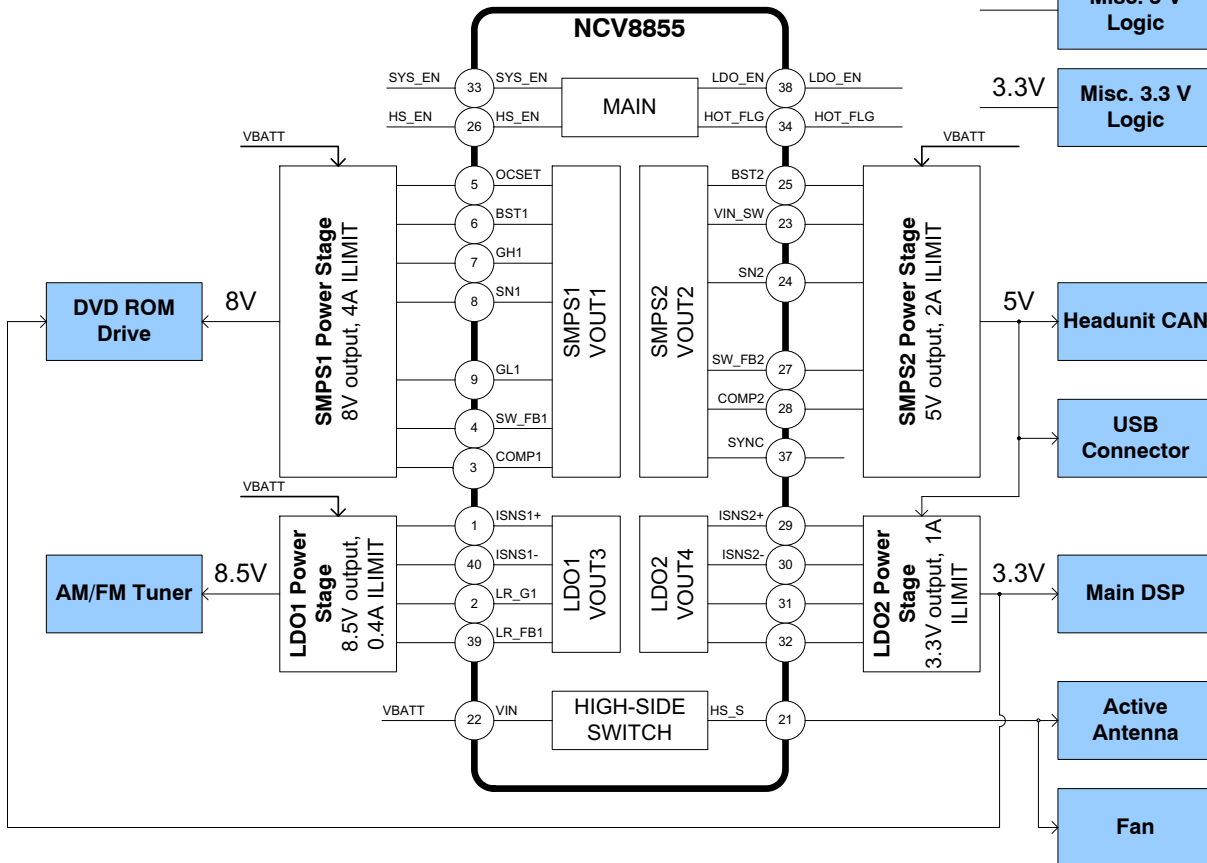 NCV8855
Misc. 5 V
Logic
3.3V
Misc. 3.3 V
Logic
SYS_EN
33
SYS_EN
HS_EN
26
HS_EN
MAIN
LDO_EN
38
LDO_EN
HOT_FLG
34
HOT_FLG
VBATT
SMPS1 Power Stage
8V output, 4A ILIMIT
8V
DVD ROM
Drive
5
OCSET
6
BST1
7
GH1
8
SN1
9
GL1
4
SW_FB1
3
COMP1
SMPS1
VOUT1
SMPS2
VOUT2
BST2
25
VIN_SW
23
SN2
24
SW_FB2
27
COMP2
28
SYNC
37
VBATT
SMPS2 Power Stage
5V output, 2A ILIMIT
5V
Headunit CAN
USB
Connector
VBATT
LDO1 Power
Stage
8.5V output,
0.4A ILIMIT
8.5V
AM/FM Tuner
1
ISNS1+
40
ISNS1-
2
LR_G1
39
LR_FB1
LDO1
VOUT3
LDO2
VOUT4
ISNS2+
29
ISNS2-
30
31
32
LDO2 Power
Stage
3.3V output, 1A
ILIMIT
3.3V
Main DSP
VBATT
22
VIN
HIGH-SIDE
SWITCH
HS_S
21
Active
Antenna
Fan